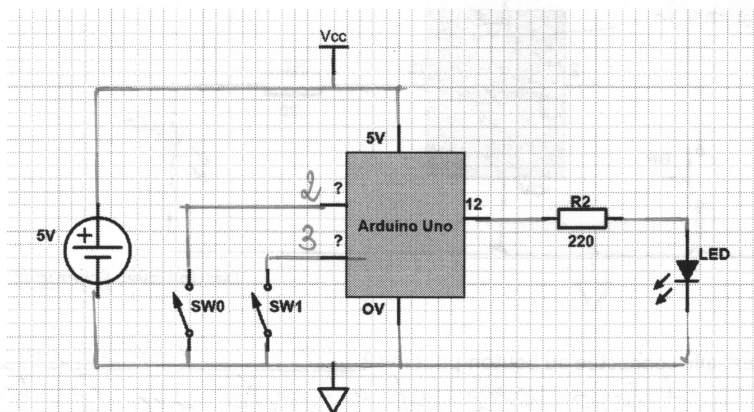 Vcc
5V
2
?
12
R2
3
?
Arduino Uno
220
5V
LED
SW0
SW1
0V